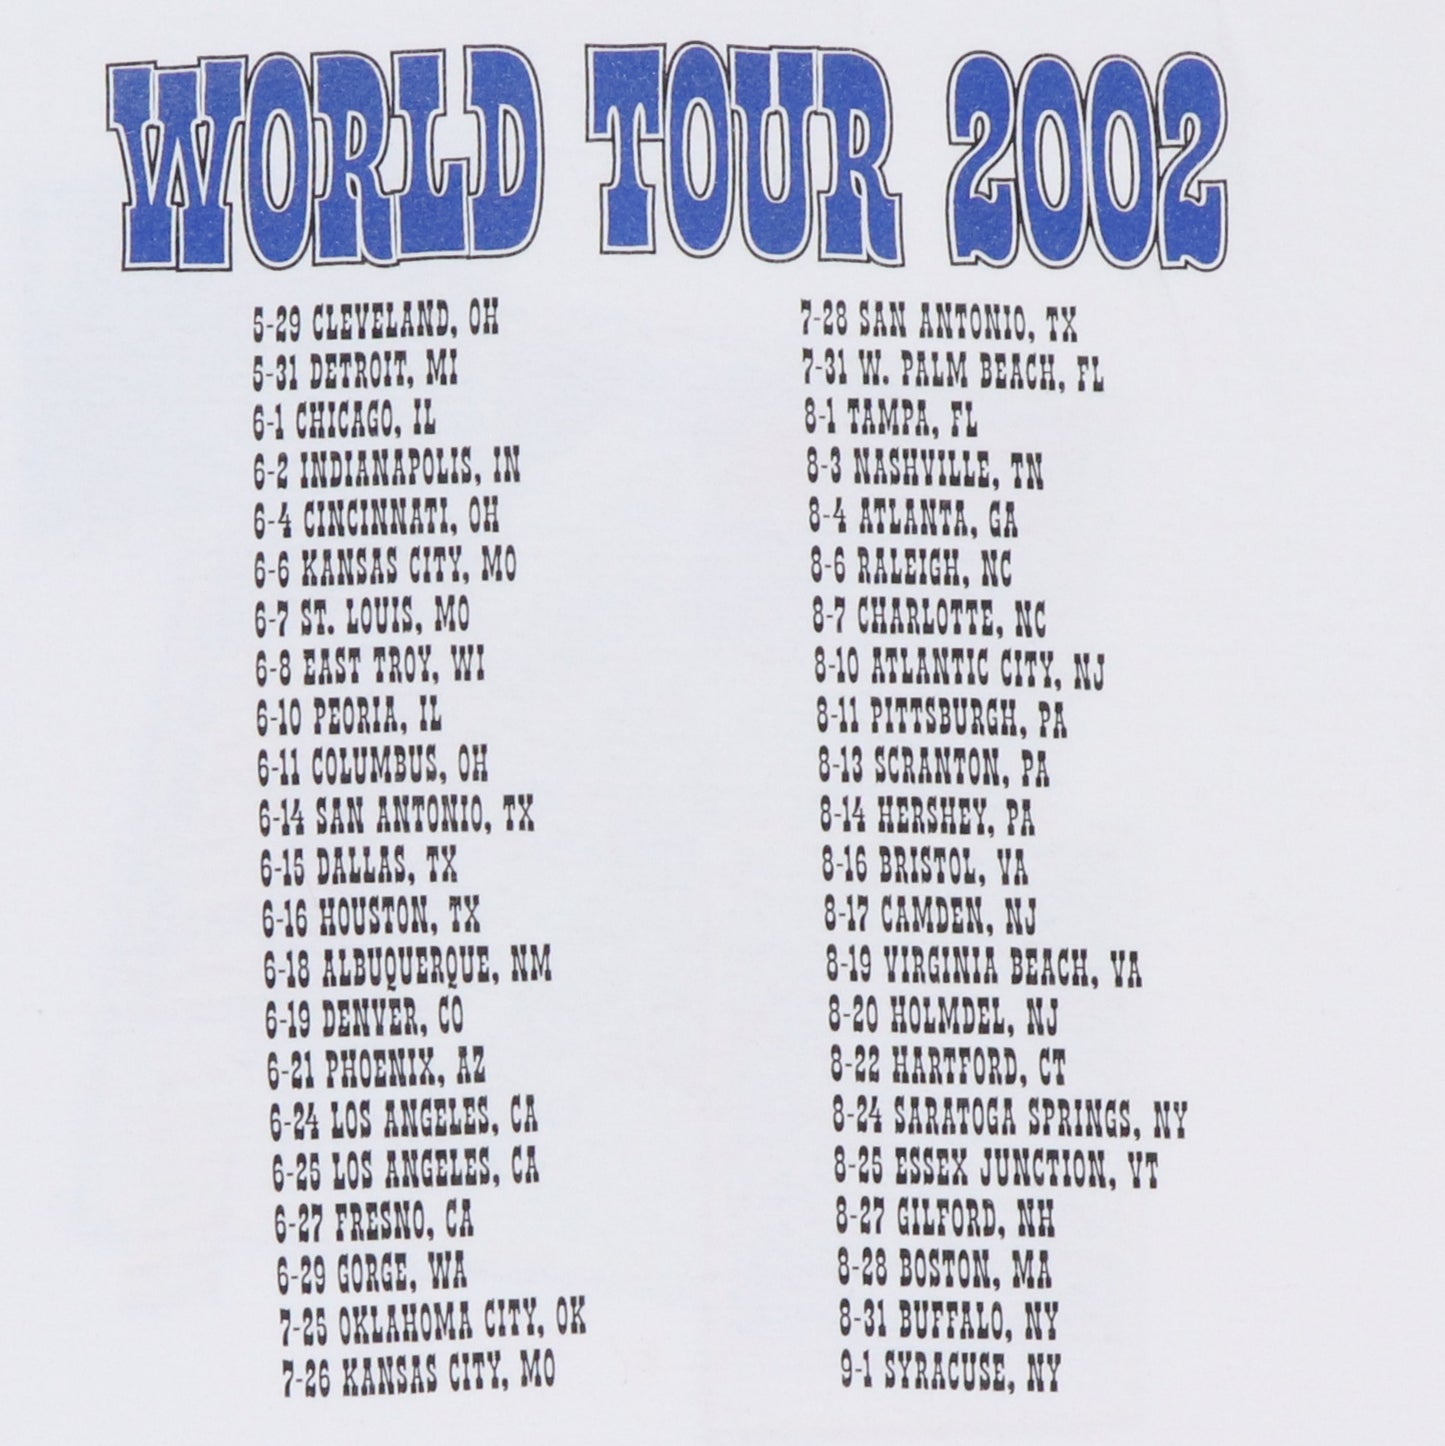 WORLD TOUR 2002
5-29 CLEVELAND, OH
5-31 DETROIT, MI
6-1 CHICAGO, IL
6-2 INDIANAPOLIS, IN
6-4 CINCINNATI, OH
6-6 KANSAS CITY, MO
6-7 ST. LOUIS, MO
6-8 EAST TROY, WI
6-10 PEORIA, IL
6-11 COLUMBUS, OH
6-14 SAN ANTONIO, TX
6-15 DALLAS, TX
6-16 HOUSTON, TX
6-18 ALBUQUERQUE, NM
6-19 DENVER, CO
6-21 PHOENIX, AZ
6-24 LOS ANGELES, CA
6-25 LOS ANGELES, CA
6-27 FRESNO, CA
6-29 GORGE, WA
7-25 OKLAHOMA CITY, OK
7-26 KANSAS CITY, MO
7-28 SAN ANTONIO, TX
7-31 W. PALM BEACH, FL
8-1 TAMPA, FL
8-3 NASHVILLE, TN
8-4 ATLANTA, GA
8-6 RALEIGH, NC
8-7 CHARLOTTE, NC
8-10 ATLANTIC CITY, NJ
8-11 PITTSBURGH, PA
8-13 SCRANTON, PA
8-14 HERSHEY, PA
8-16 BRISTOL, VA
8-17 CAMDEN, NJ
8-19 VIRGINIA BEACH, VA
8-20 HOLMDEL, NJ
8-22 HARTFORD, CT
8-24 SARATOGA SPRINGS, NY
8-25 ESSEX JUNCTION, VT
8-27 GILFORD, NH
8-28 BOSTON, MA
8-31 BUFFALO, NY
9-1 SYRACUSE, NY